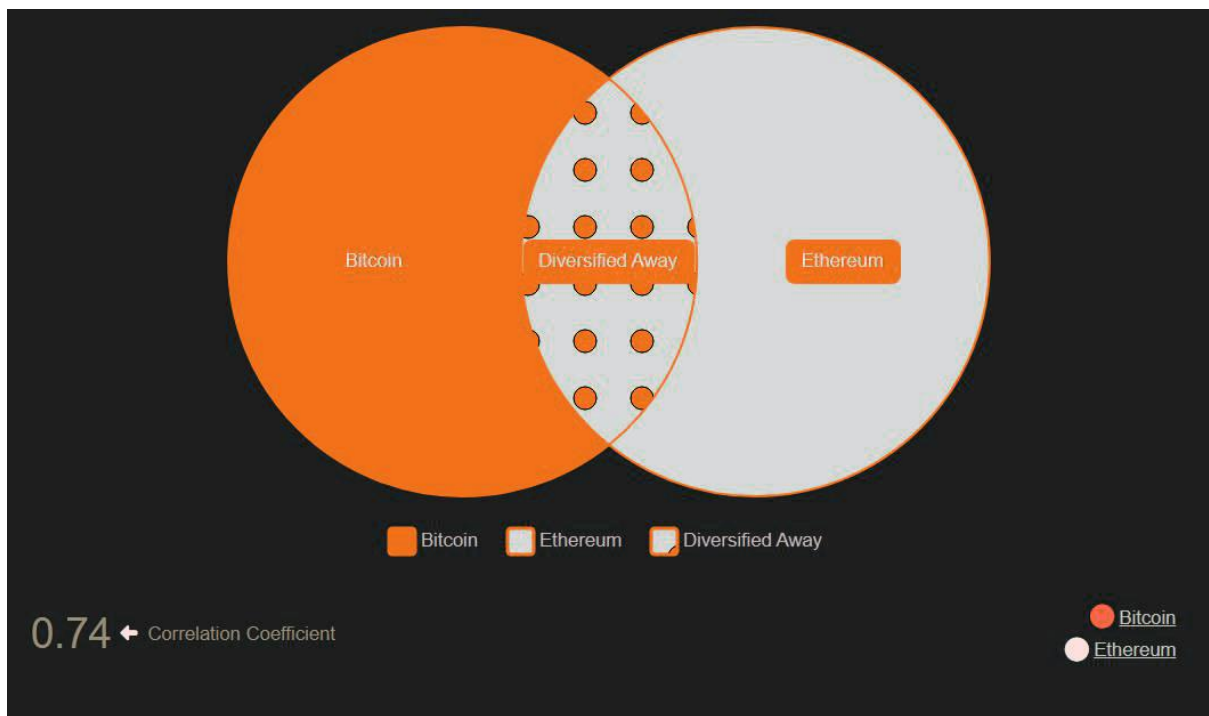 Bitcoin
Diversified Away
Ethereum
Bitcoin Ethereum Diversified Away
0.74 Correlation Coefficient
Bitcoin
Ethereum